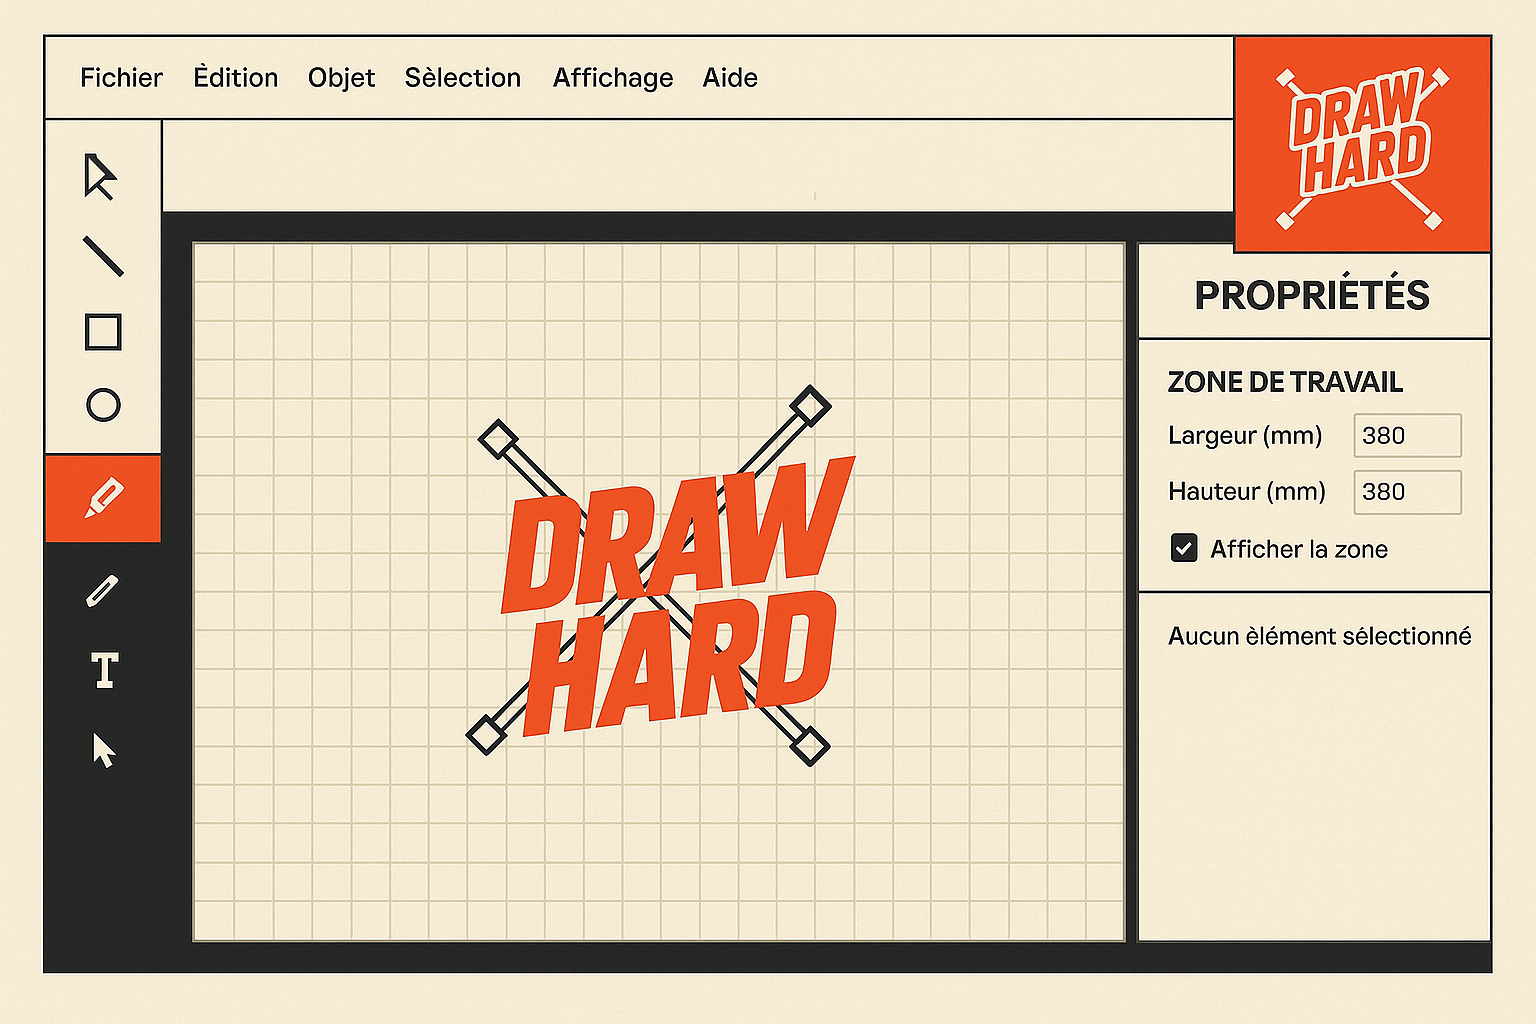 Fichier Èdition Objet Sèlection Affichage Aide
DRAW
HARD
PROPRIÉTÉS
ZONE DE TRAVAIL
Largeur (mm) 380
Hauteur (mm) 380
Afficher la zone
Aucun èlément sélectionné
T
DRAW
HARD